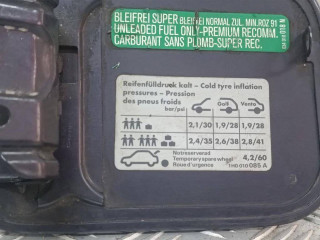 BLEIFREI SUPER BLEIFREI NORMAL ZUL. MIN.ROZ 91
UNLEADED FUEL ONLY-PREMIUM RECOMM.
CARBURANT SANS PLOMB-SUPER REC.
Reifenfülldruck kalt - Cold tyre inflation
pressures - Pression
des pneus froids
bar/psi
Golf
Vento
2,1/30 1,9/28 1,9/28
2,4/35 2,6/38 2,8/41
Notreserverad
Temporary spare wheel 4,2/60
Roue d'urgence 1H0 010 085 A